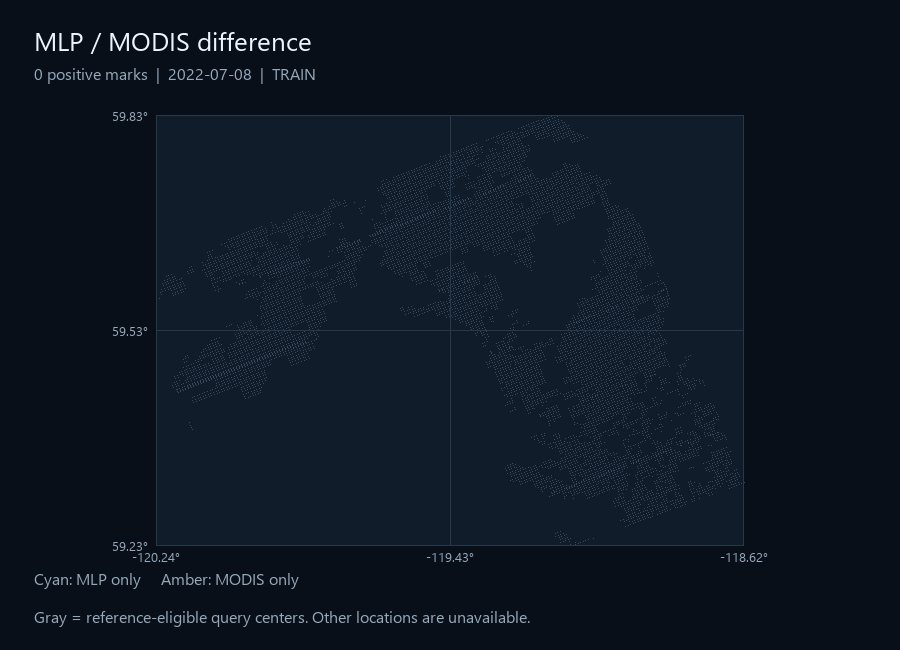 MLP / MODIS difference
0 positive marks | 2022-07-08 | TRAIN
59.83°
59.53°
59.23°
-120.24° -119.43° -118.62°
Cyan: MLP only Amber: MODIS only
Gray = reference-eligible query centers. Other locations are unavailable.